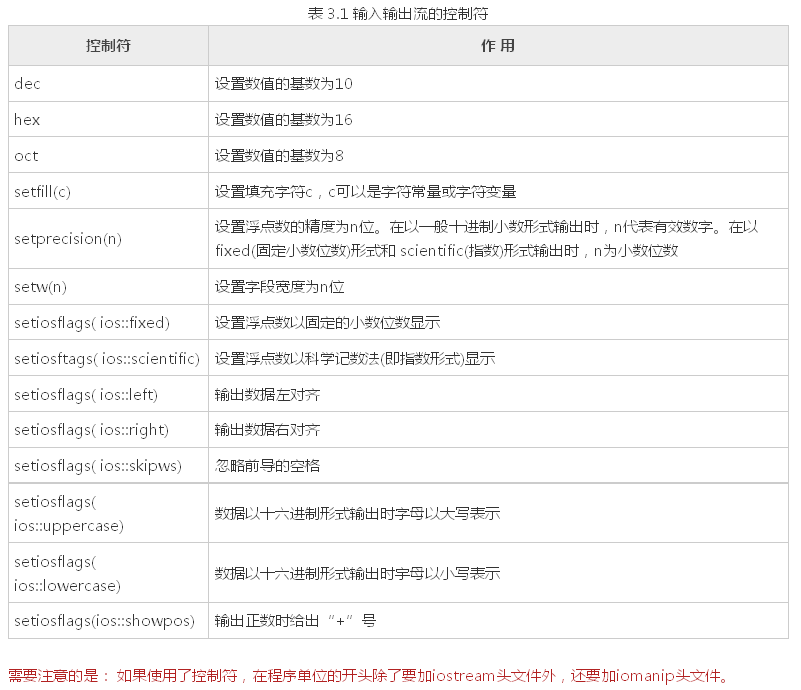 表 3.1 输入输出流的控制符
控制符 作 用
dec 设置数值的基数为10
hex 设置数值的基数为16
oct 设置数值的基数为8
setfill(c) 设置填充字符c，c可以是字符常量或字符变量
setprecision(n) 设置浮点数的精度为n位。在以一般十进制小数形式输出时，n代表有效数字。在以
fixed(固定小数位数)形式和 scientific(指数)形式输出时，n为小数位数
setw(n) 设置字段宽度为n位
setiosflags( ios::fixed) 设置浮点数以固定的小数位数显示
setiosftags( ios::scientific) 设置浮点数以科学记数法(即指数形式)显示
setiosflags( ios::left) 输出数据左对齐
setiosflags( ios::right) 输出数据右对齐
setiosflags( ios::skipws) 忽略前导的空格
setiosflags(
ios::uppercase) 数据以十六进制形式输出时字母以大写表示
setiosflags(
ios::lowercase) 数据以十六进制形式输出时字母以小写表示
setiosflags(ios::showpos) 输出正数时给出“+”号
需要注意的是： 如果使用了控制符，在程序单位的开头除了要加iostream头文件外，还要加iomanip头文件。